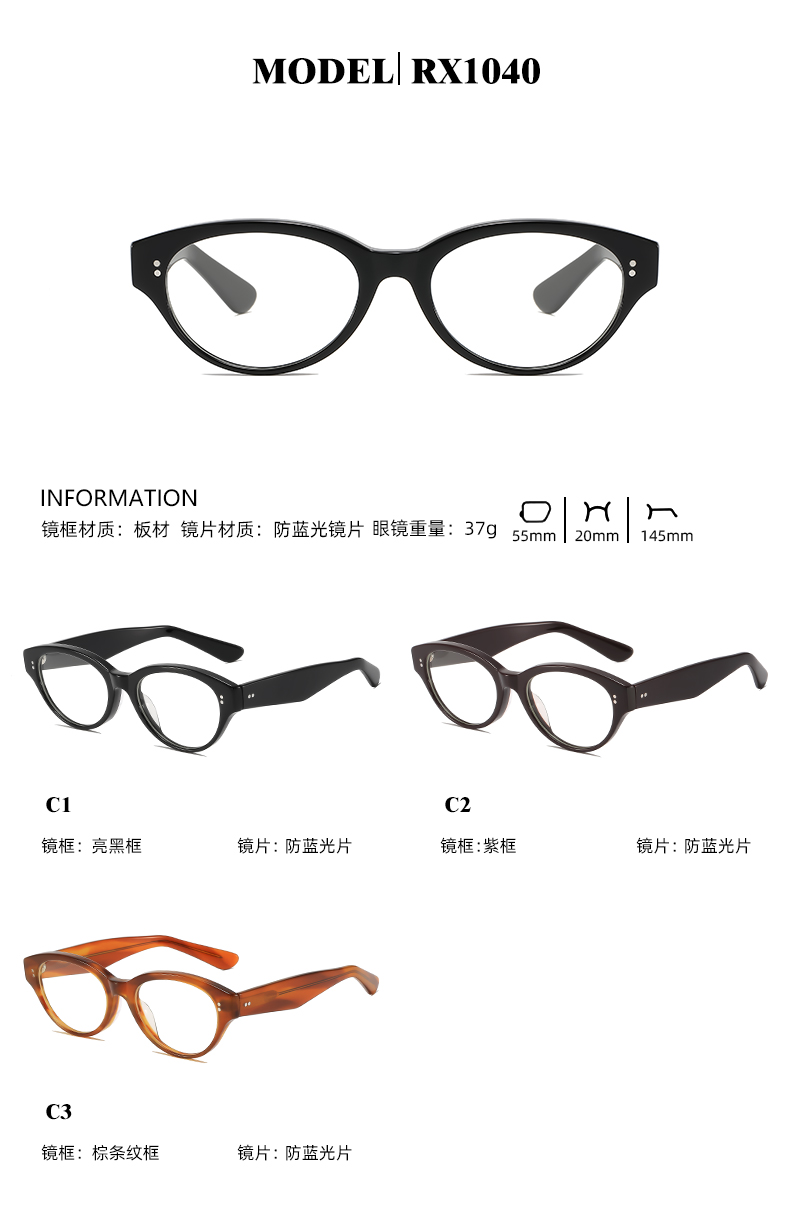 MODEL RX1040
INFORMATION
镜框材质：板材 镜片材质：防蓝光镜片 眼镜重量：37g
55mm 20mm 145mm
C1
镜框：亮黑框 镜片：防蓝光片
C2
镜框:紫框 镜片：防蓝光片
C3
镜框：棕条纹框 镜片：防蓝光片